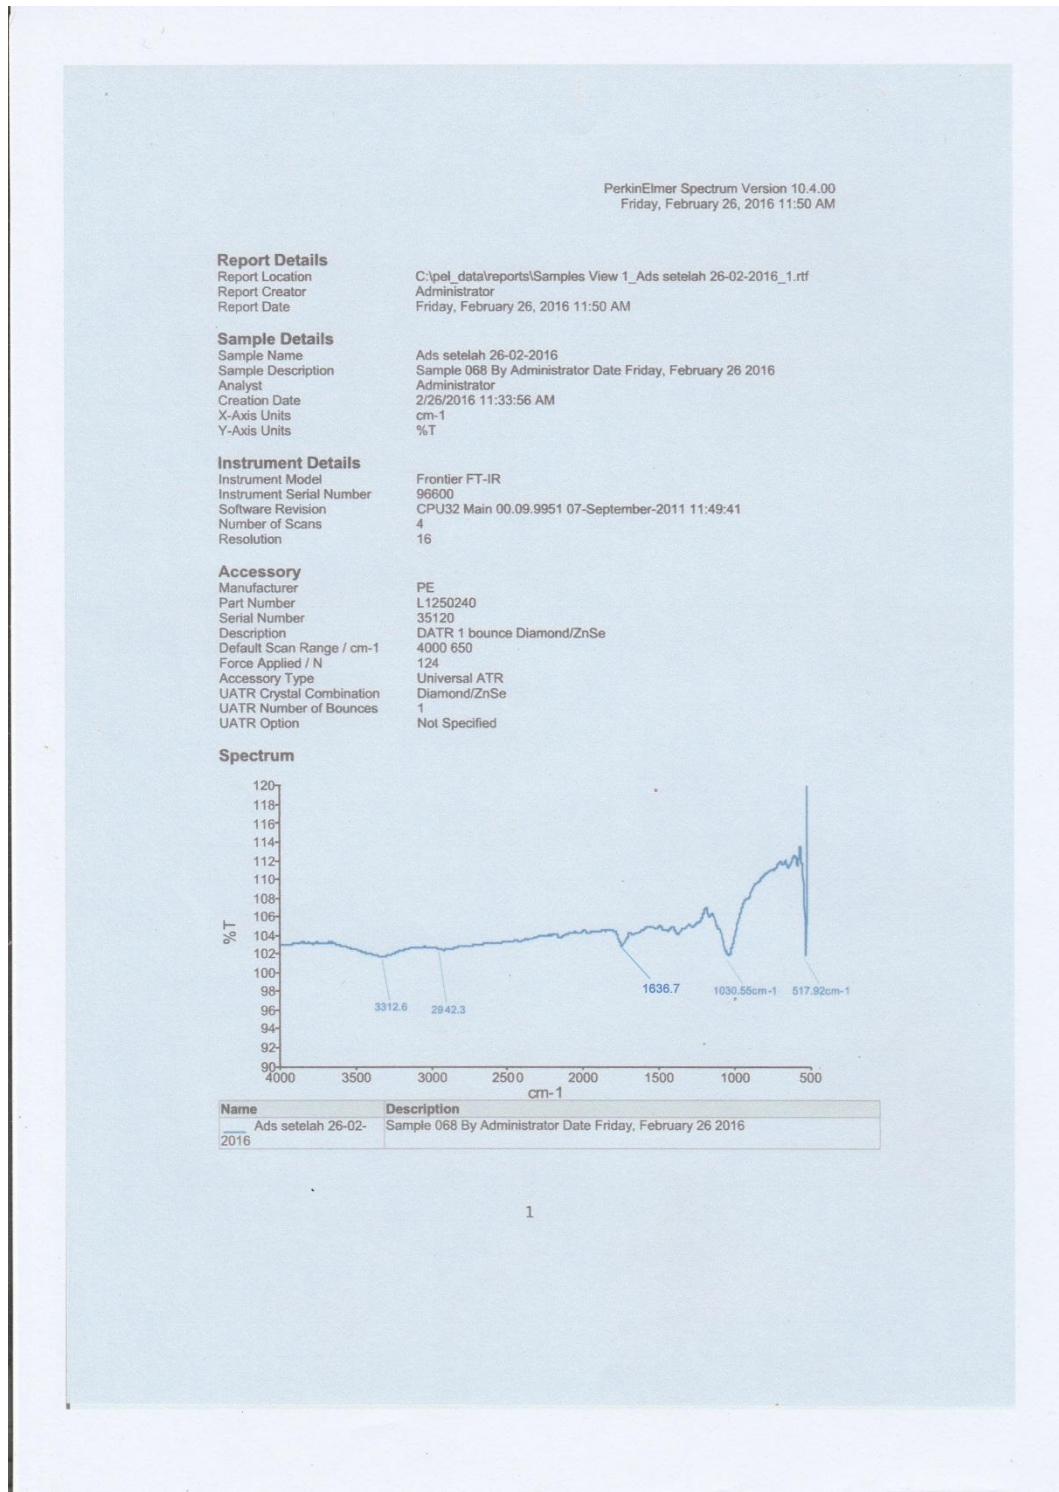 PerkinElmer Spectrum Version 10.4.00
Friday, February 26, 2016 11:50 AM
Report Details
Report Location C:\pel_data\reports\Samples View 1_Ads setelah 26-02-2016_1.rtf
Report Creator Administrator
Report Date Friday, February 26, 2016 11:50 AM
Sample Details
Sample Name Ads setelah 26-02-2016
Sample Description Sample 068 By Administrator Date Friday, February 26 2016
Analyst Administrator
Creation Date 2/26/2016 11:33:56 AM
X-Axis Units cm-1
Y-Axis Units %T
Instrument Details
Instrument Model Frontier FT-IR
Instrument Serial Number 96600
Software Revision CPU32 Main 00.09.9951 07-September-2011 11:49:41
Number of Scans 4
Resolution 16
Accessory
Manufacturer PE
Part Number L1250240
Serial Number 35120
Description DATR 1 bounce Diamond/ZnSe
Default Scan Range / cm-1 4000 650
Force Applied / N 124
Accessory Type Universal ATR
UATR Crystal Combination Diamond/ZnSe
UATR Number of Bounces 1
UATR Option Not Specified
Spectrum
120
118
116
114
112
110
108
106
104
102
100
98
96
94
92
90
%T
3312.6
2942.3
1636.7
1030.55cm-1
517.92cm-1
4000 3500 3000 2500 2000 1500 1000 500
cm-1
Name Description
Ads setelah 26-02- Sample 068 By Administrator Date Friday, February 26 2016
2016
1